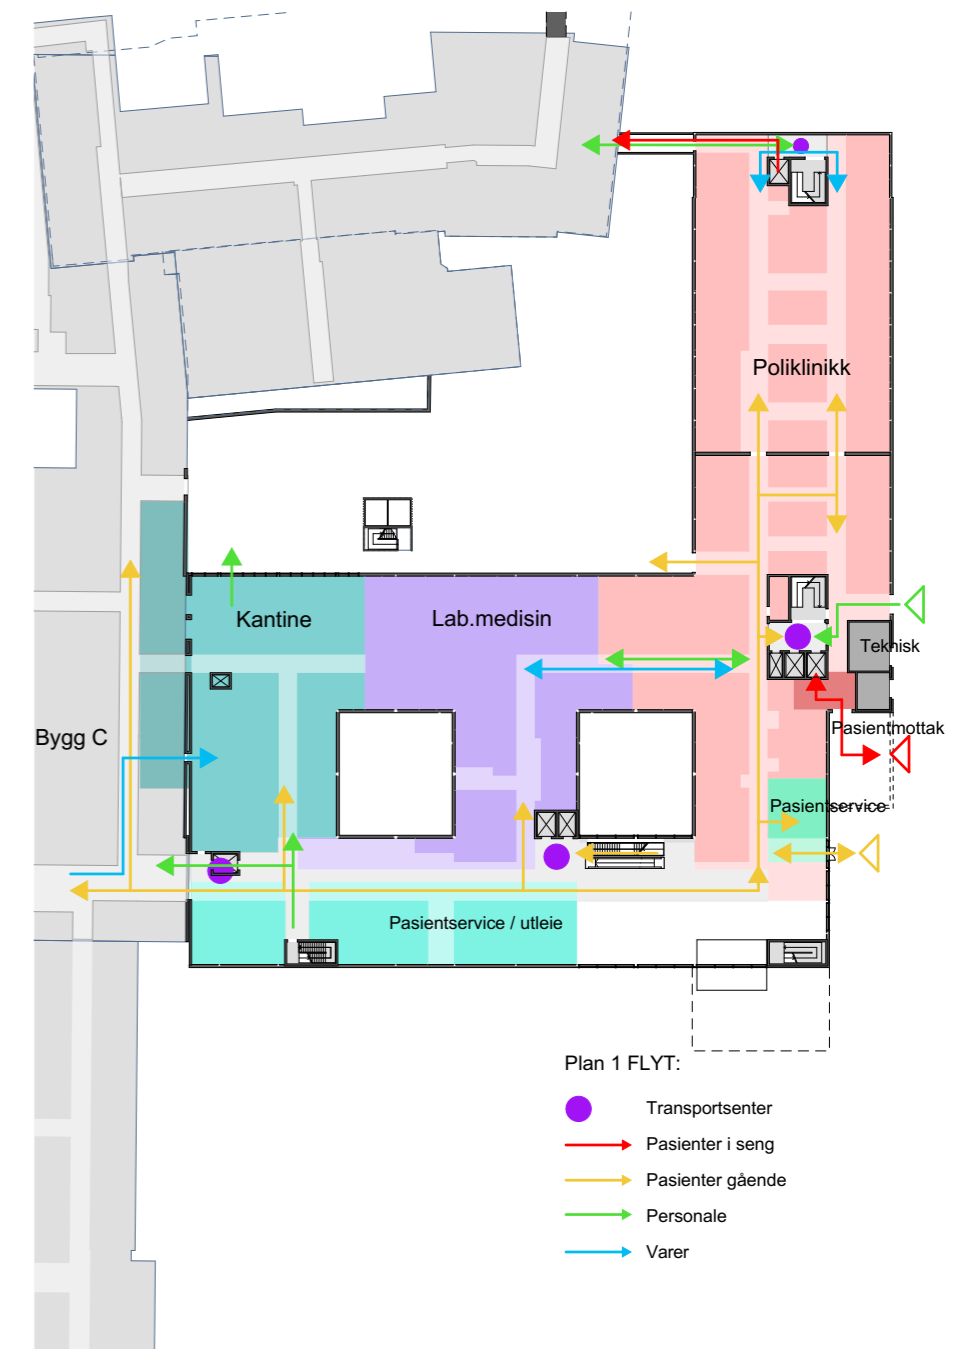 Poliklinikk
Kantine
Lab.medisin
Teknisk
Bygg C
Pasientmottak
Pasientservice
Pasientservice / utleie
Plan 1 FLYT:
Transportsenter
Pasienter i seng
Pasienter gående
Personale
Varer